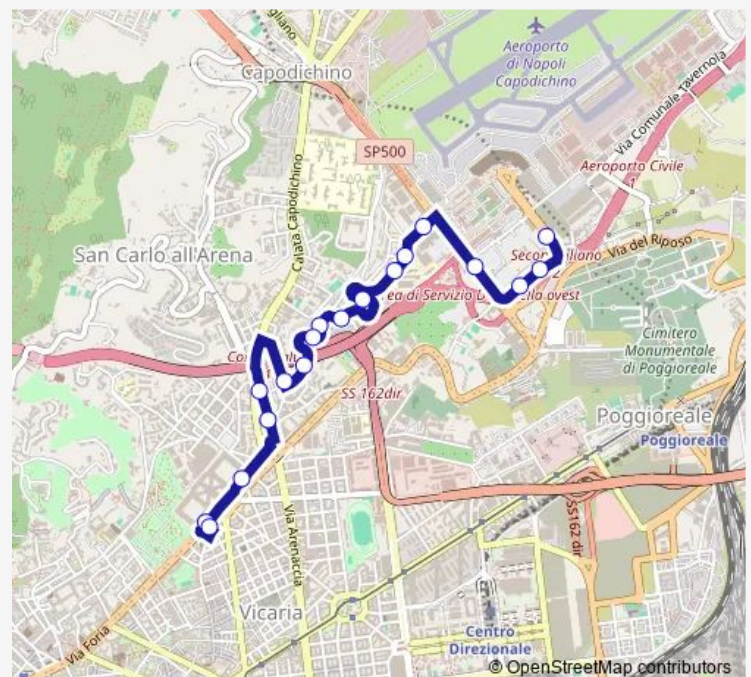 Aeroporto
di Napoli
Capodichino
Capodichino
SP500
Via Comunale Tavernola
Aeroporto Civile
1
Calata Capodichino
San Carlo all'Arena
Via del Riposo
Cimitero
Monumentale
di Poggioreale
SS 162dir
Poggioreale
Poggioreale
SS162 dir
Via Arenaccia
Vicaria
Via Foria
Centro
Direzionale
© OpenStreetMap contributors